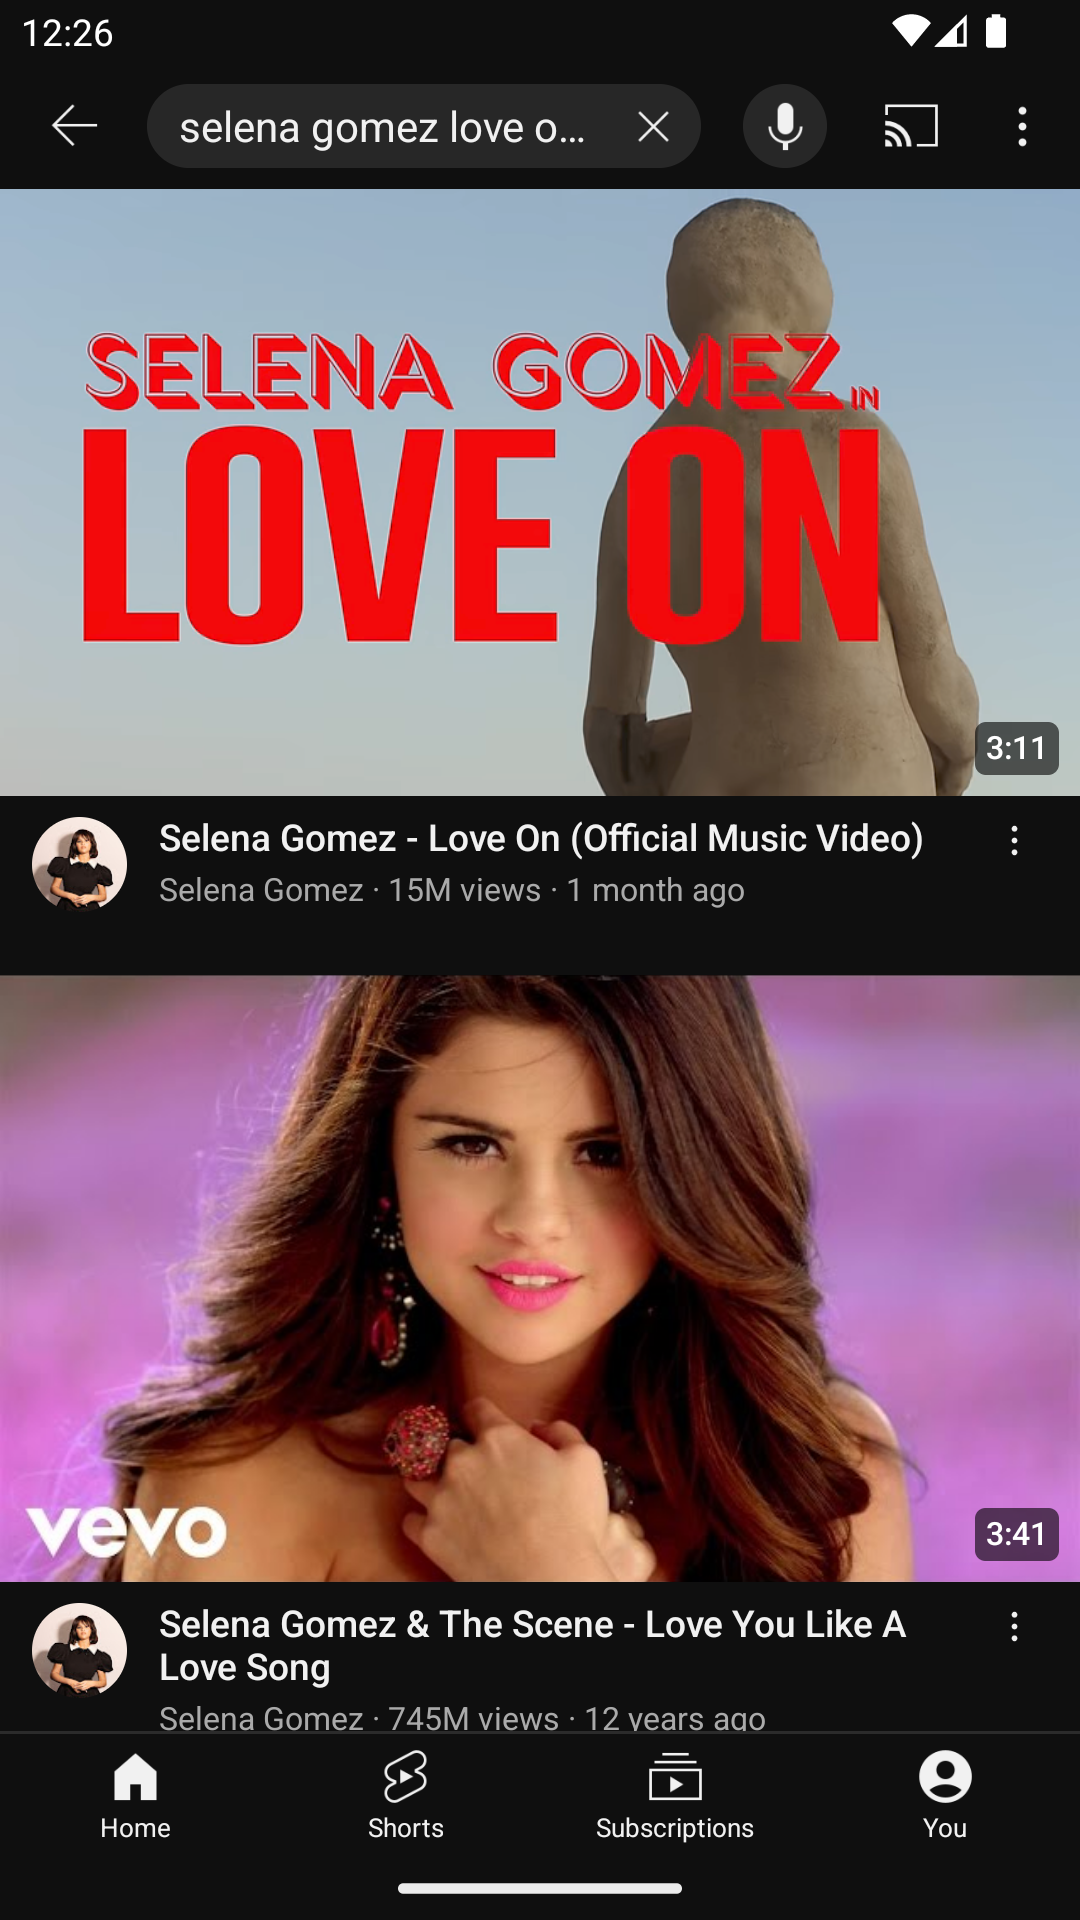 12:26
selena gomez love o...
SELENA GOMEZ IN
LOVE ON
3:11
Selena Gomez - Love On (Official Music Video)
Selena Gomez · 15M views · 1 month ago
vevo
3:41
Selena Gomez & The Scene - Love You Like A
Love Song
Selena Gomez · 745M views · 12 years ago
Home
Shorts
Subscriptions
You